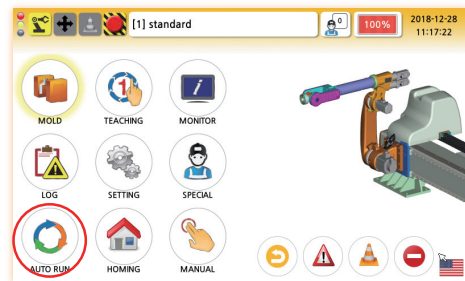 [1] standard
0
100%
2018-12-28
11:17:22
MOLD
TEACHING
MONITOR
LOG
SETTING
SPECIAL
AUTO RUN
HOMING
MANUAL